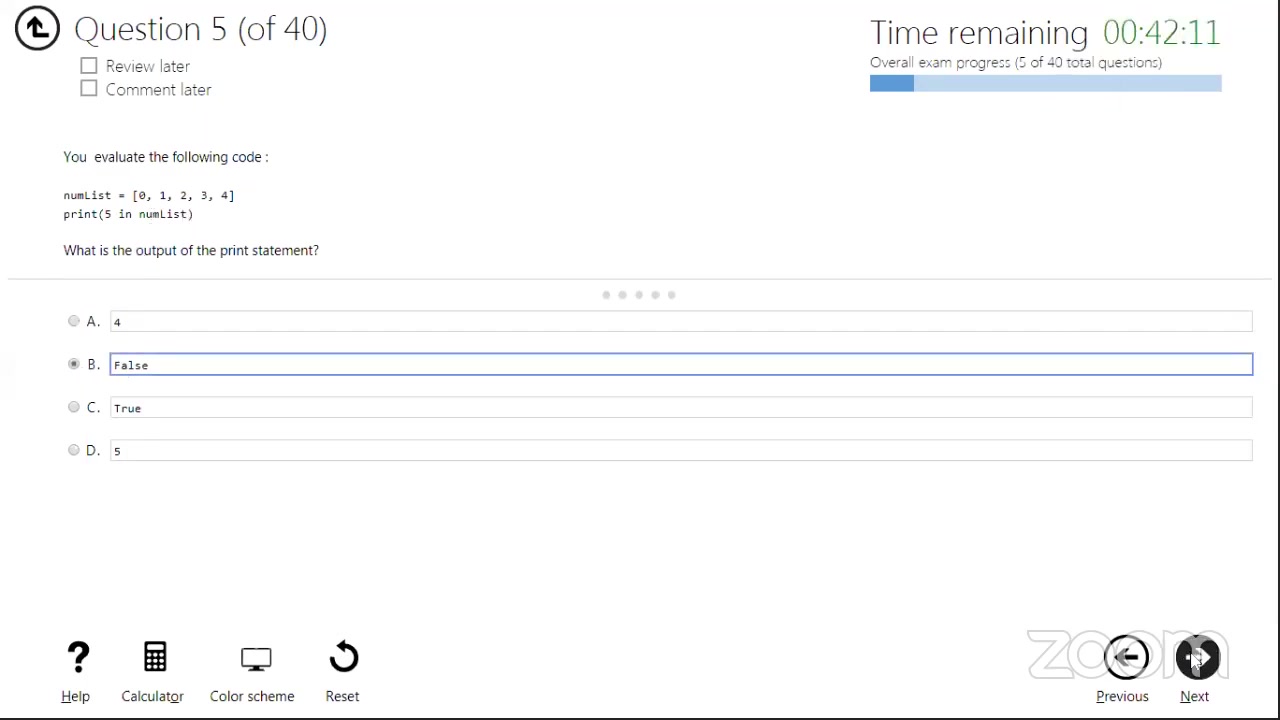 Question 5 (of 40)
Time remaining 00:42:11
Review later
Overall exam progress (5 of 40 total questions)
Comment later
You evaluate the following code :
numList = [0, 1, 2, 3, 4]
print(5 in numList)
What is the output of the print statement?
A. 4
B. False
C. True
D. 5
zoom
Help
Calculator
Color scheme
Reset
Previous
Next